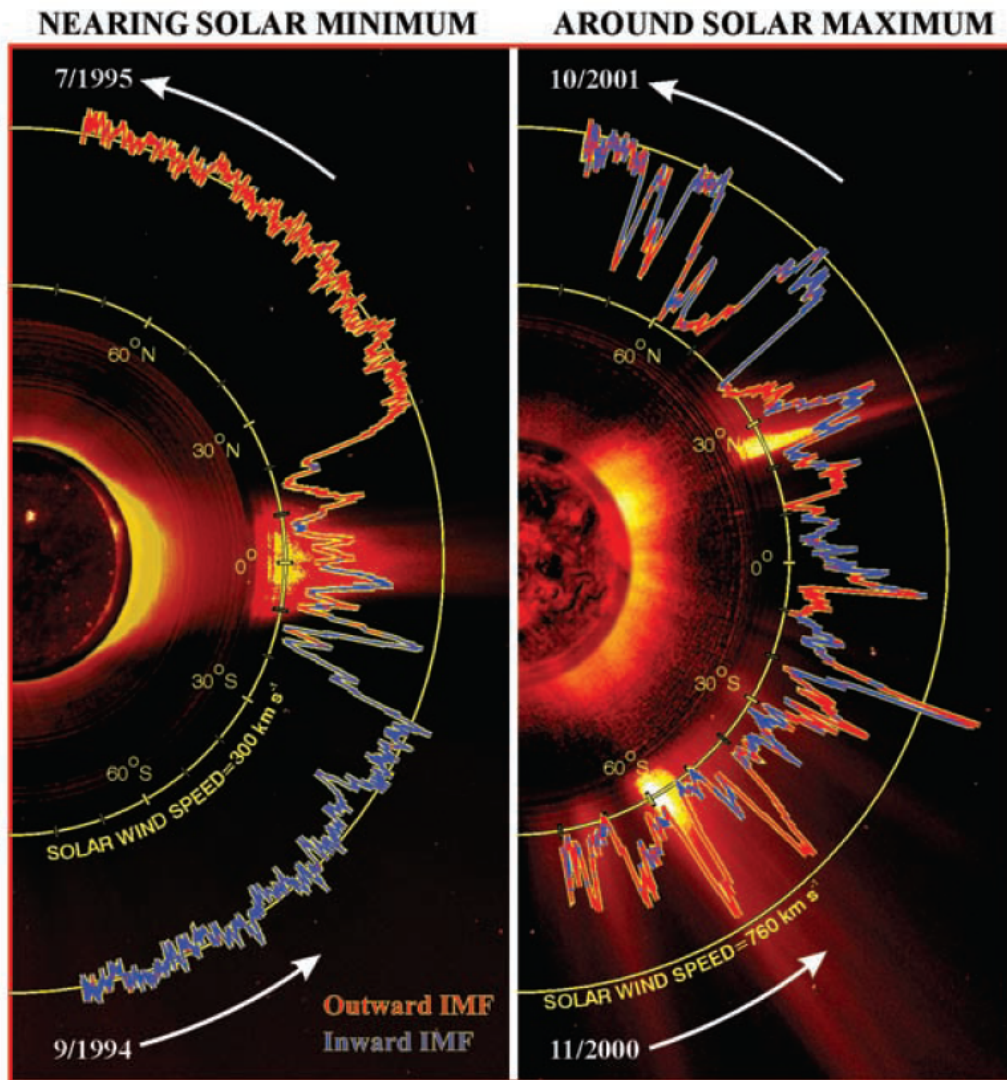 NEARING SOLAR MINIMUM
7/1995
60°N
30°N
0°
30°S
60°S
SOLAR WIND SPEED=300 km s⁻¹
9/1994
Outward IMF
Inward IMF
AROUND SOLAR MAXIMUM
10/2001
60°N
30°N
0°
30°S
60°S
SOLAR WIND SPEED=760 km s⁻¹
11/2000